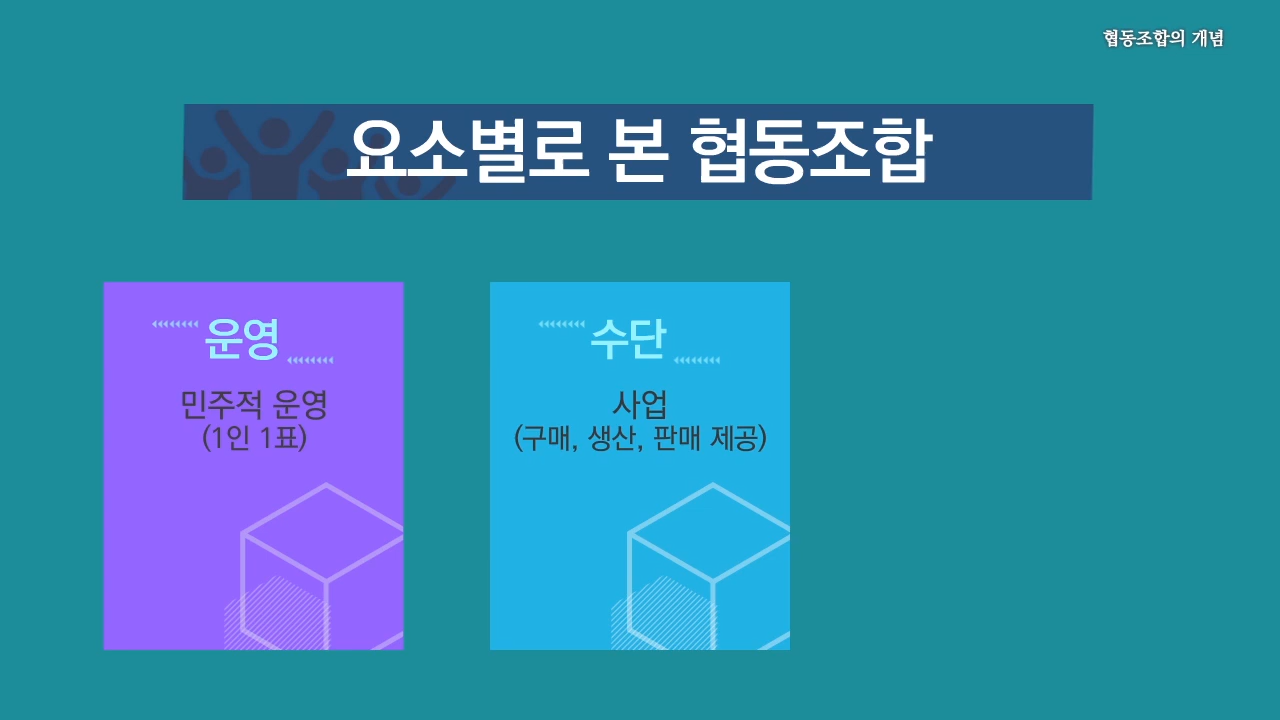 협동조합의 개념
요소별로 본 협동조합
운영
민주적 운영
(1인 1표)
수단
사업
(구매, 생산, 판매 제공)